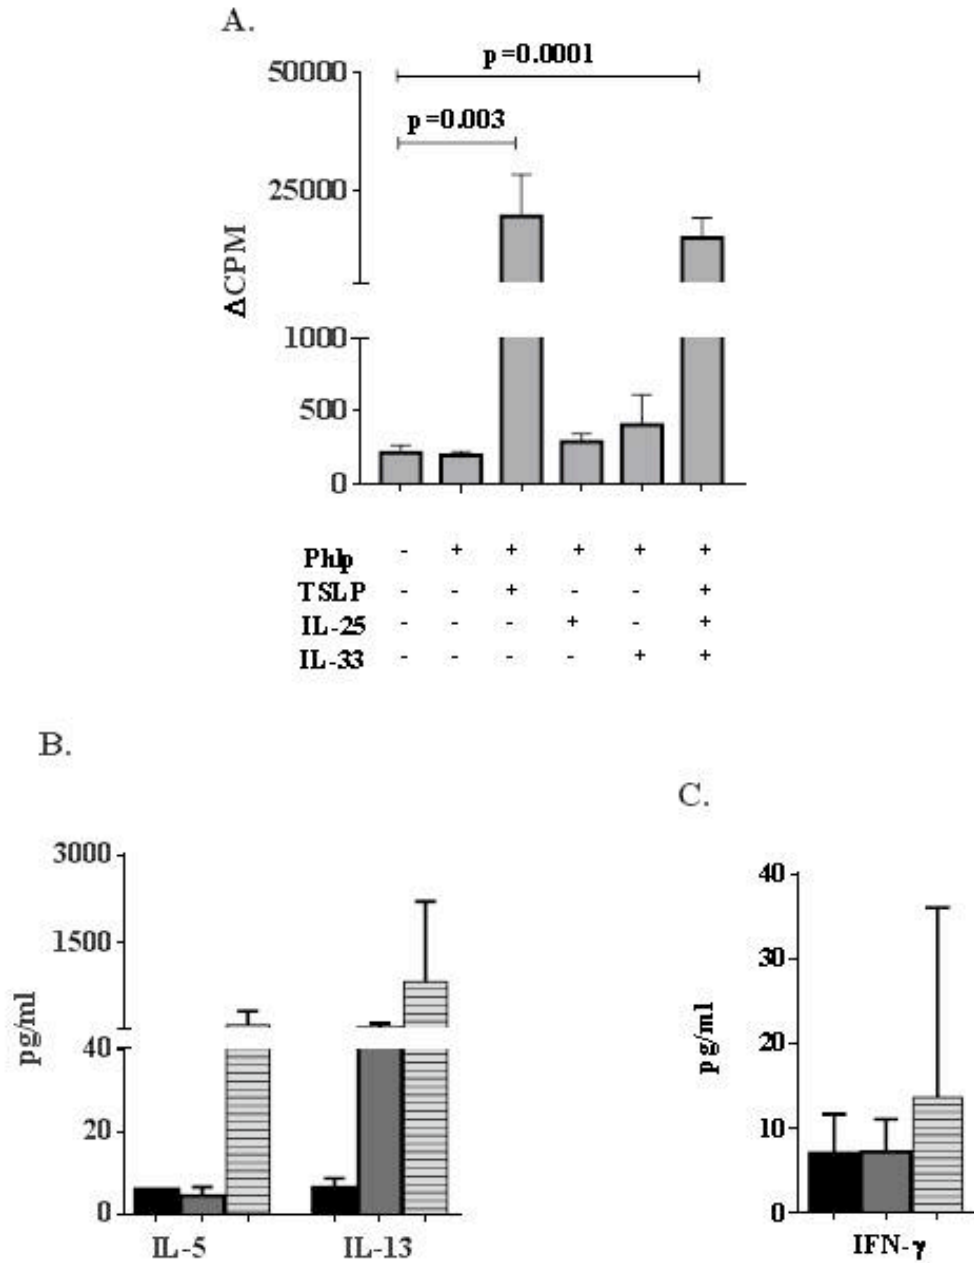 A.
p=0.0001
50000
p=0.003
25000
ΔCPM
1000
500
0
Phlp - + + + + +
TSLP - - + - - +
IL-25 - - - + - +
IL-33 - - - - + +
B.
C.
3000
1500
pg/ml
40
20
0
IL-5 IL-13
40
30
20
10
0
pg/ml
IFN-γ